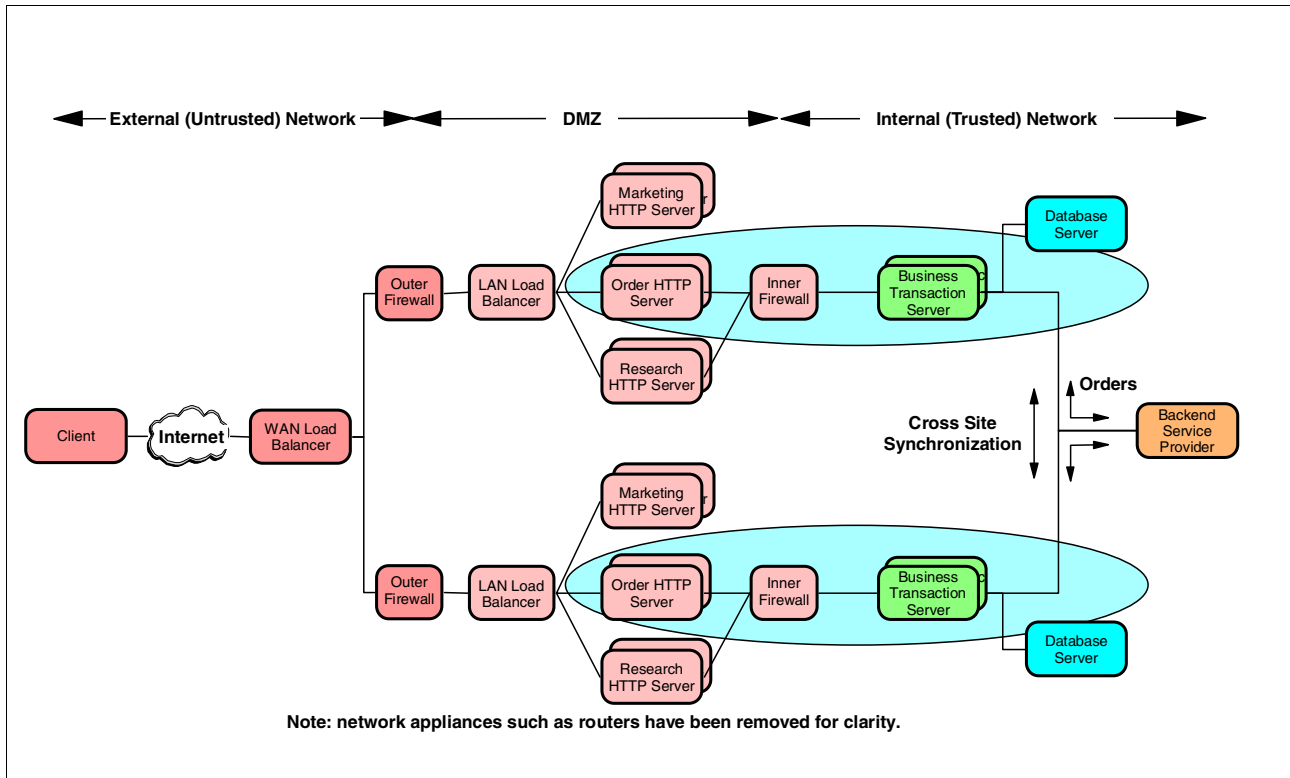 External (Untrusted) Network
DMZ
Internal (Trusted) Network
Marketing
HTTP Server
r
Database
Server
Outer
Firewall
LAN Load
Balancer
Order HTTP
Server
Inner
Firewall
Business
Transaction
Server
c
Research
HTTP Server
Orders
Client
Internet
WAN Load
Balancer
Cross Site
Synchronization
Backend
Service
Provider
Marketing
HTTP Server
r
Outer
Firewall
LAN Load
Balancer
Order HTTP
Server
Inner
Firewall
Business
Transaction
Server
c
Database
Server
Research
HTTP Server
Note: network appliances such as routers have been removed for clarity.